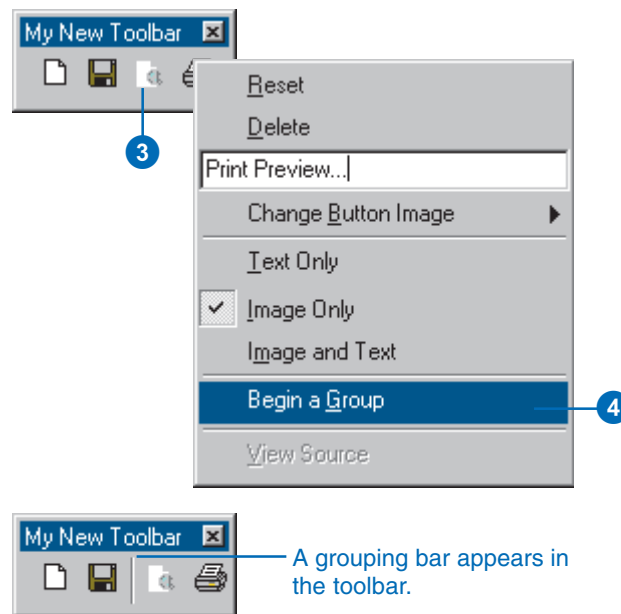 My New Toolbar
3
Reset
Delete
Print Preview...
Change Button Image
Text Only
Image Only
Image and Text
Begin a Group
4
View Source
My New Toolbar
A grouping bar appears in
the toolbar.